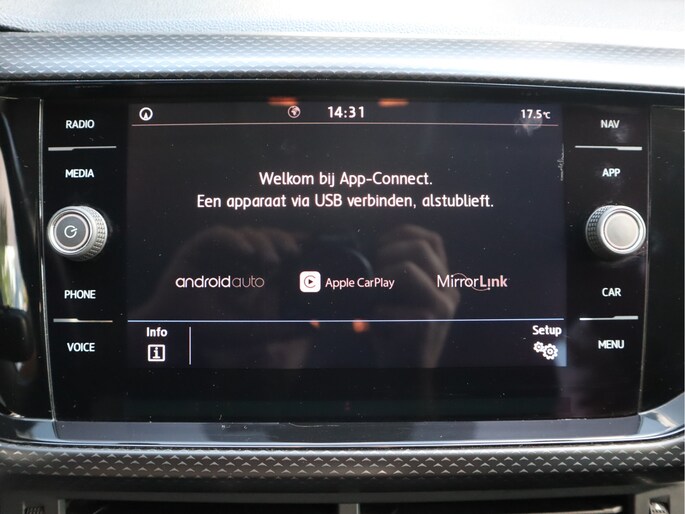 RADIO
MEDIA
PHONE
VOICE
14:31
17.5°C
Welkom bij App-Connect.
Een apparaat via USB verbinden, alstublieft.
androidauto
Apple CarPlay
MirrorLink
Info
Setup
NAV
APP
CAR
MENU